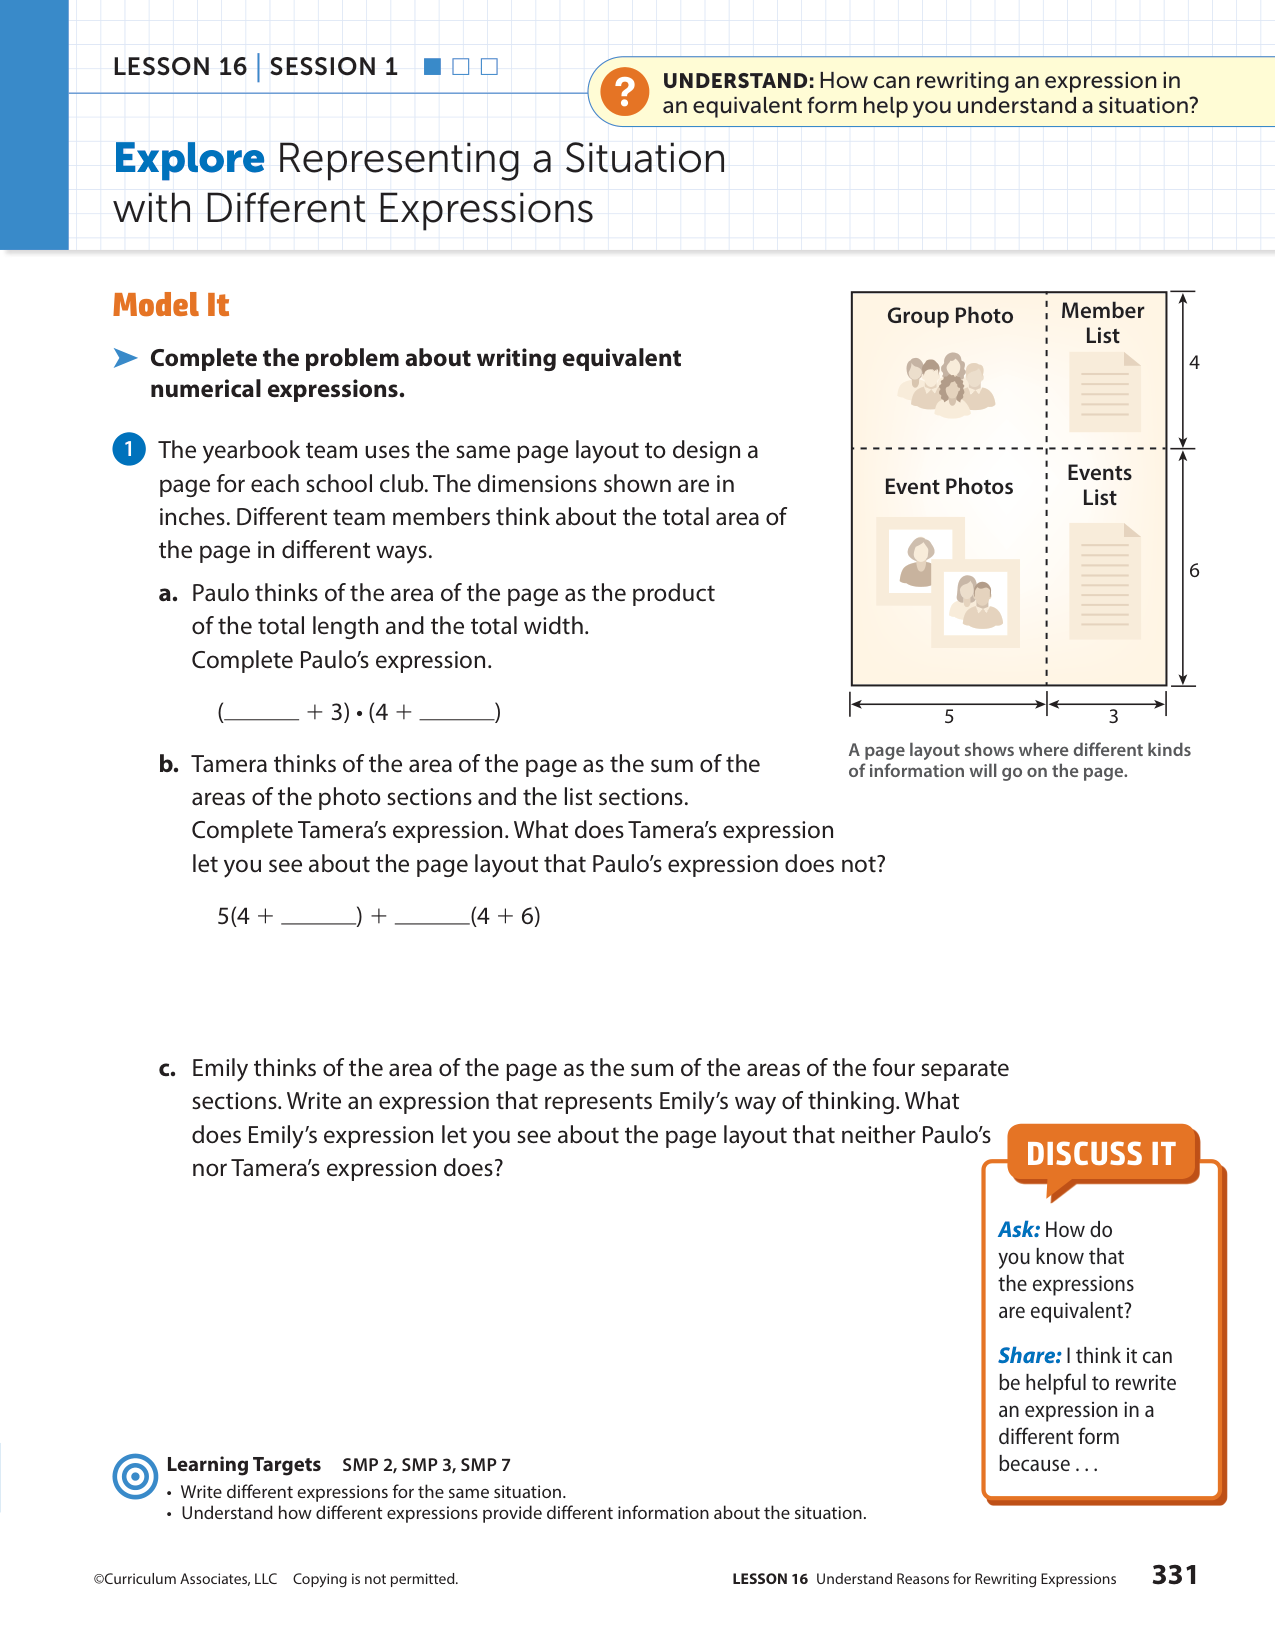 LESSON 16 | SESSION 1
? UNDERSTAND: How can rewriting an expression in
an equivalent form help you understand a situation?
Explore Representing a Situation
with Different Expressions
Model It
Complete the problem about writing equivalent
numerical expressions.
1 The yearbook team uses the same page layout to design a
page for each school club. The dimensions shown are in
inches. Different team members think about the total area of
the page in different ways.
a. Paulo thinks of the area of the page as the product
of the total length and the total width.
Complete Paulo's expression.
(______ + 3) • (4 + ______)
Group Photo
Member
List
4
Event Photos
Events
List
6
5
3
A page layout shows where different kinds
of information will go on the page.
b. Tamera thinks of the area of the page as the sum of the
areas of the photo sections and the list sections.
Complete Tamera's expression. What does Tamera's expression
let you see about the page layout that Paulo's expression does not?
5(4 + ______) + ______(4 + 6)
c. Emily thinks of the area of the page as the sum of the areas of the four separate
sections. Write an expression that represents Emily's way of thinking. What
does Emily's expression let you see about the page layout that neither Paulo's
nor Tamera's expression does?
DISCUSS IT
Ask: How do
you know that
the expressions
are equivalent?
Share: I think it can
be helpful to rewrite
an expression in a
different form
because . . .
Learning Targets SMP 2, SMP 3, SMP 7
• Write different expressions for the same situation.
• Understand how different expressions provide different information about the situation.
©Curriculum Associates, LLC Copying is not permitted.
LESSON 16 Understand Reasons for Rewriting Expressions 331